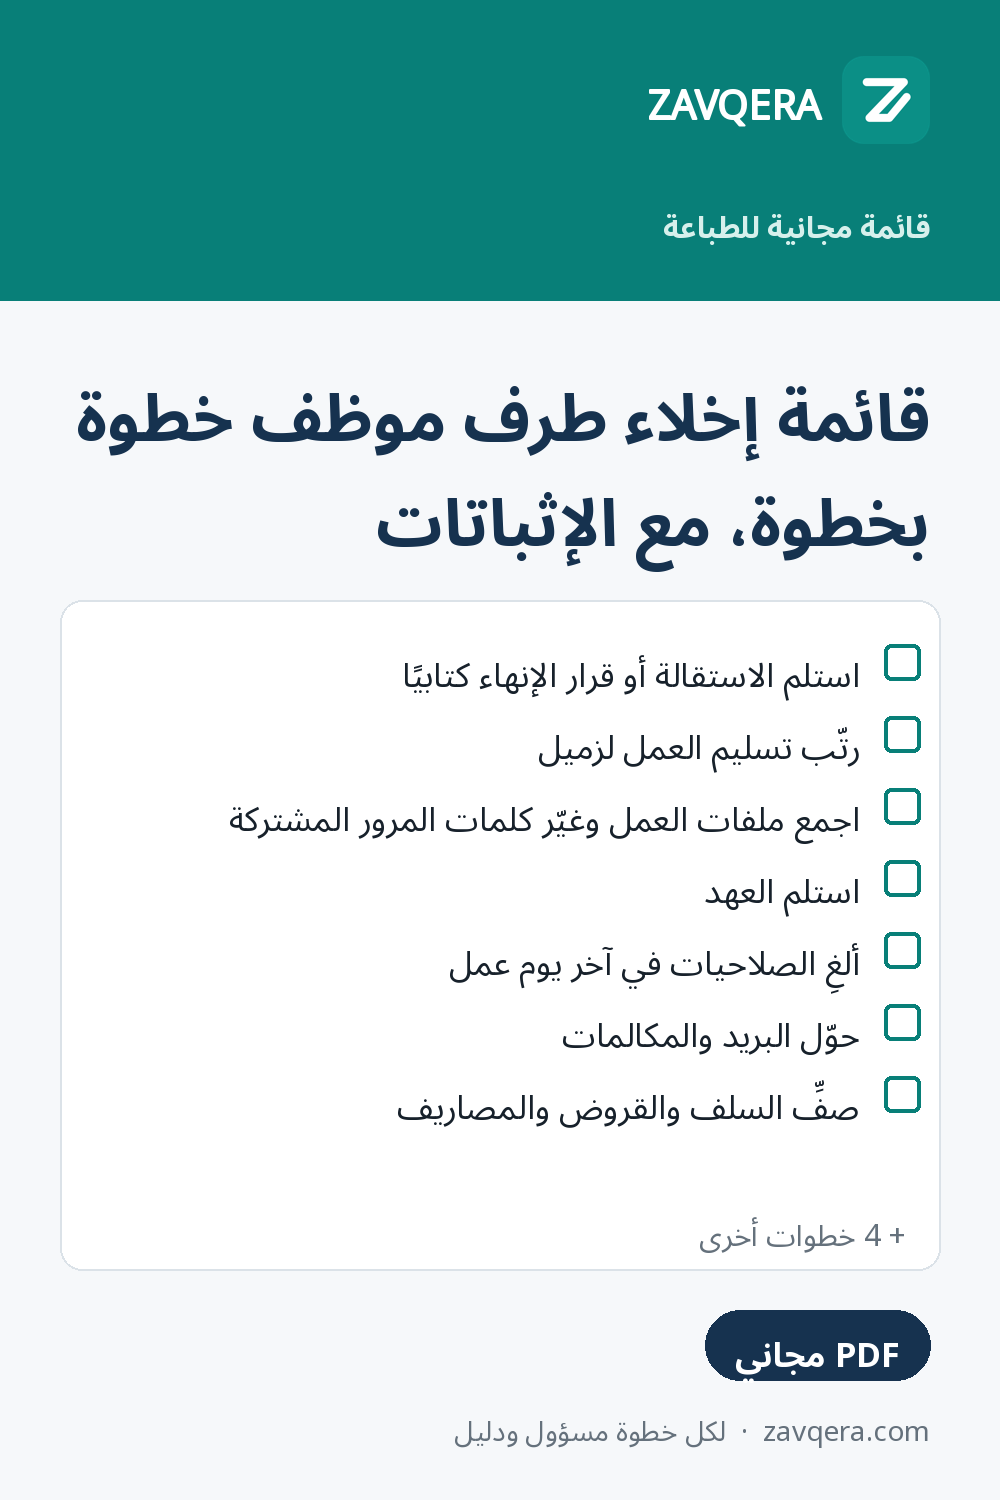 ZAVQERA
قائمة مجانية للطباعة
قائمة إخلاء طرف موظف خطوة
بخطوة، مع الإثباتات
استلم الاستقالة أو قرار الإنهاء كتابيًا
رتّب تسليم العمل لزميل
اجمع ملفات العمل وغيّر كلمات المرور المشتركة
استلم العهد
ألغِ الصلاحيات في آخر يوم عمل
حوّل البريد والمكالمات
صفِّ السلف والقروض والمصاريف
+ 4 خطوات أخرى
PDF مجاني
zavqera.com · لكل خطوة مسؤول ودليل